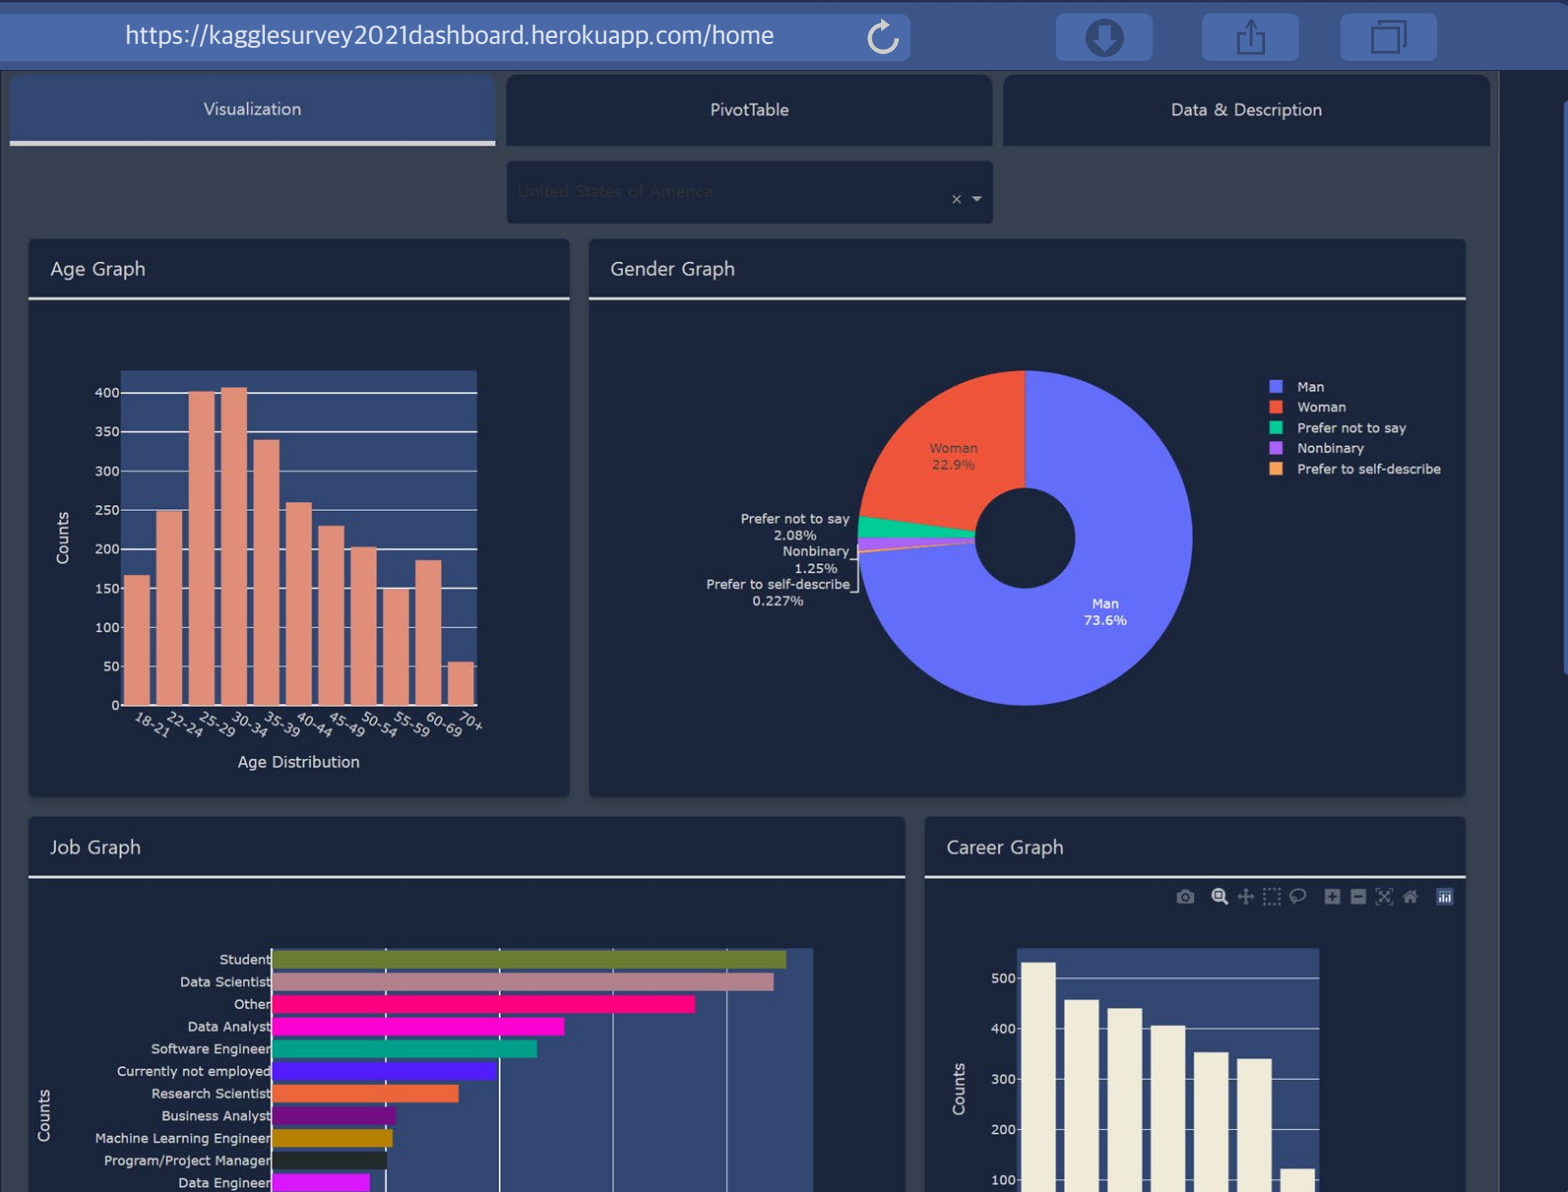 https://kagglesurvey2021dashboard.herokuapp.com/home
Visualization
PivotTable
Data & Description
United States of America
Age Graph
Gender Graph
400
350
300
250
200
150
100
50
0
Counts
18-21
22-24
25-29
30-34
35-39
40-44
45-49
50-54
55-59
60-69
70+
Age Distribution
Woman
22.9%
Prefer not to say
2.08%
Nonbinary
1.25%
Prefer to self-describe
0.227%
Man
73.6%
Man
Woman
Prefer not to say
Nonbinary
Prefer to self-describe
Job Graph
Career Graph
Student
Data Scientist
Other
Data Analyst
Software Engineer
Currently not employed
Research Scientist
Business Analyst
Machine Learning Engineer
Program/Project Manager
Data Engineer
Counts
500
400
300
200
100
Counts